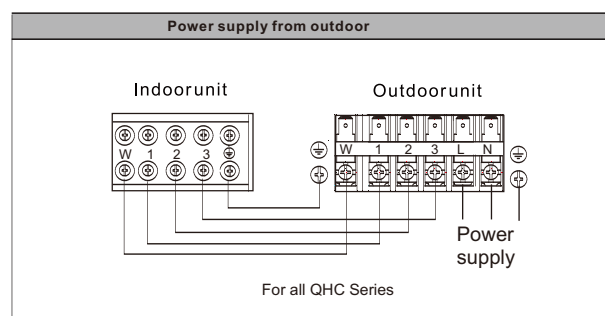 Power supply from outdoor
Indoorunit
Outdoorunit
W 1 2 3
W 1 2 3 L N
Power
supply
For all QHC Series